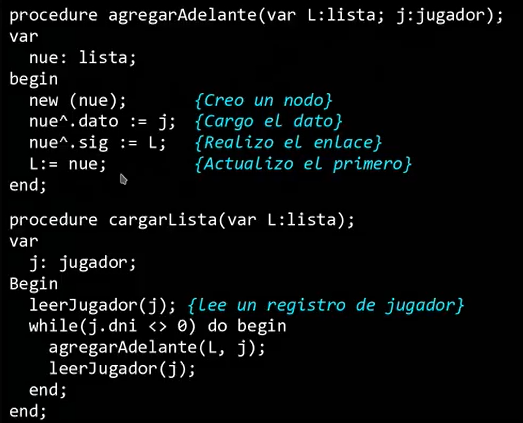 procedure agregarAdelante(var L:lista; j:jugador);
var
  nue: lista;
begin
  new (nue);       {Creo un nodo}
  nue^.dato := j;  {Cargo el dato}
  nue^.sig := L;   {Realizo el enlace}
  L:= nue;         {Actualizo el primero}
end;

procedure cargarLista(var L:lista);
var
  j: jugador;
Begin
  leerJugador(j); {lee un registro de jugador}
  while(j.dni <> 0) do begin
    agregarAdelante(L, j);
    leerJugador(j);
  end;
end;